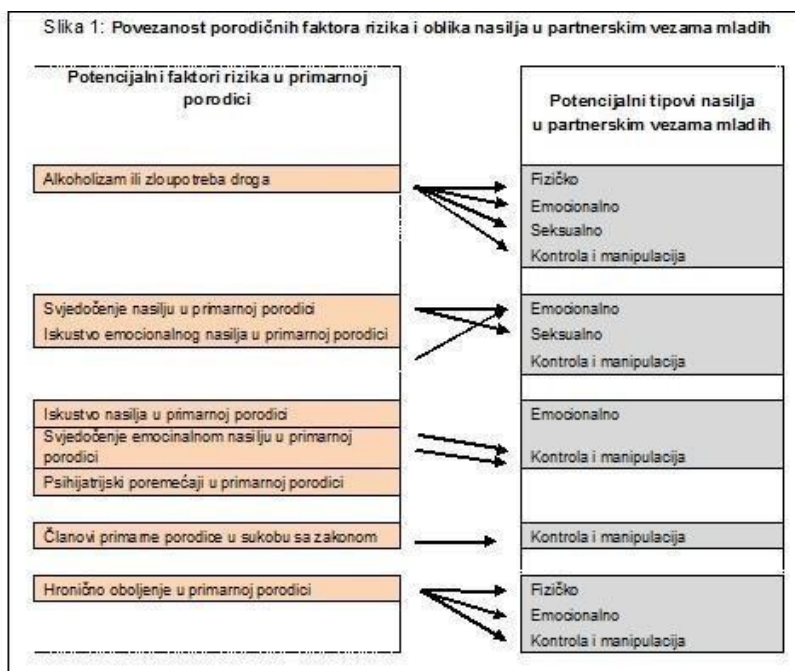 Slika 1: Povezanost porodičnih faktora rizika i oblika nasilja u partnerskim vezama mladih
Potencijalni faktori rizika u primarnoj
porodici
Potencijalni tipovi nasilja
u partnerskim vezama mladih
Alkoholizam ili zloupotreba droga
Fizičko
Emocionalno
Seksualno
Kontrola i manipulacija
Svjedočenje nasilju u primarnoj porodici
Iskustvo emocionalnog nasilja u primarnoj porodici
Emocionalno
Seksualno
Kontrola i manipulacija
Iskustvo nasilja u primarnoj porodici
Svjedočenje emocinalnom nasilju u primarnoj
porodici
Psihijatrijski poremećaji u primarnoj porodici
Emocionalno
Kontrola i manipulacija
Članovi primarne porodice u sukobu sa zakonom
Kontrola i manipulacija
Hronično oboljenje u primarnoj porodici
Fizičko
Emocionalno
Kontrola i manipulacija